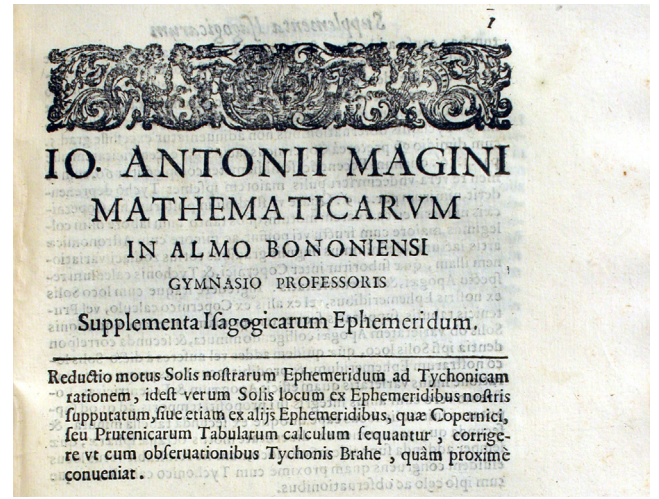 1
IO. ANTONII MAGINI
MATHEMATICARVM
IN ALMO BONONIENSI
GYMNASIO PROFESSORIS
Supplementa Iſagogicarum Ephemeridum.
Reductio motus Solis noſtrarum Ephemeridum ad Tychonicam
rationem, ideſt verum Solis locum ex Ephemeridibus noſtris
ſupputatum, ſiue etiam ex alijs Ephemeridibus, quæ Copernici,
ſeu Prutenicarum Tabularum calculum ſequantur, corrige-
re vt cum obſeruationibus Tychonis Brahe, quàm proximè
conueniat.